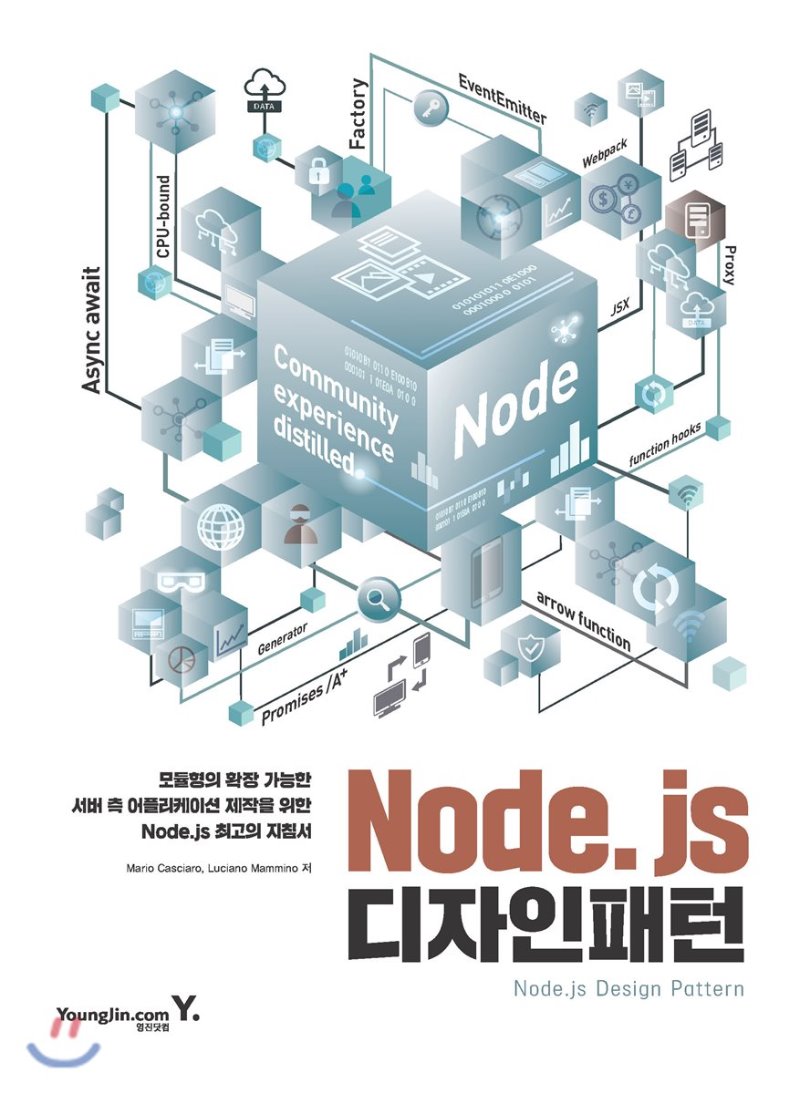 Factory
EventEmitter
DATA
Webpack
CPU-bound
Async await
Proxy
JSX
DATA
Community
experience
distilled
Node
function hooks
arrow function
Generator
Promises /A+
모듈형의 확장 가능한
서버 측 어플리케이션 제작을 위한
Node.js 최고의 지침서
Mario Casciaro, Luciano Mammino 저
Node.js
디자인패턴
Node.js Design Pattern
YoungJin.com Y.
영진닷컴